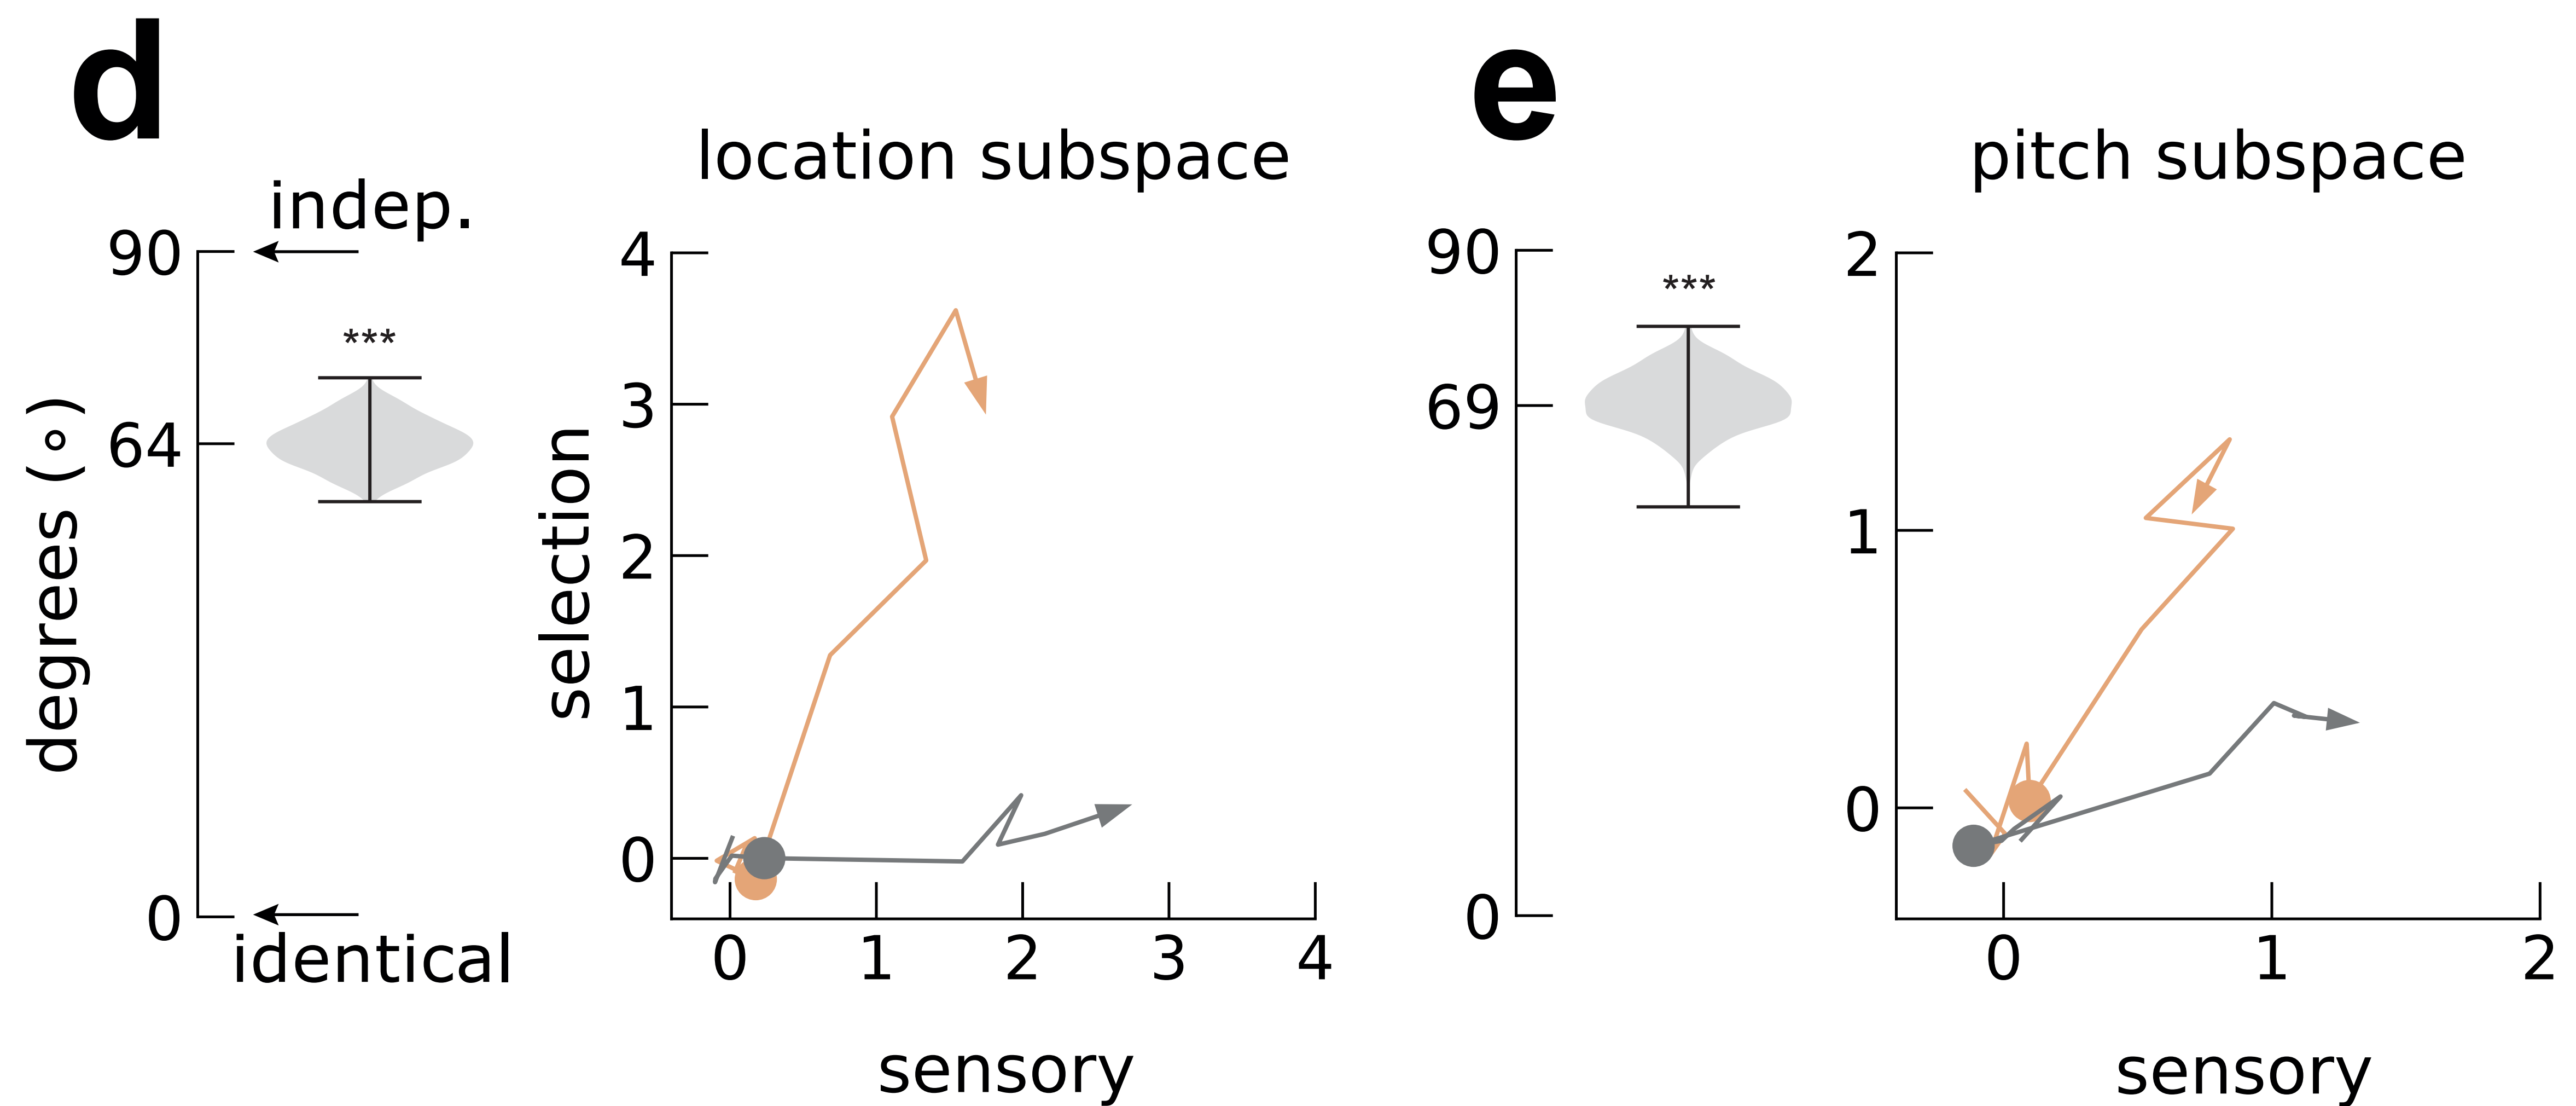 d
location subspace
indep.
90
***
64
degrees (∘)
0
identical
selection
4
3
2
1
0
0 1 2 3 4
sensory
e
pitch subspace
90
***
69
0
2
1
0
0 1 2
sensory